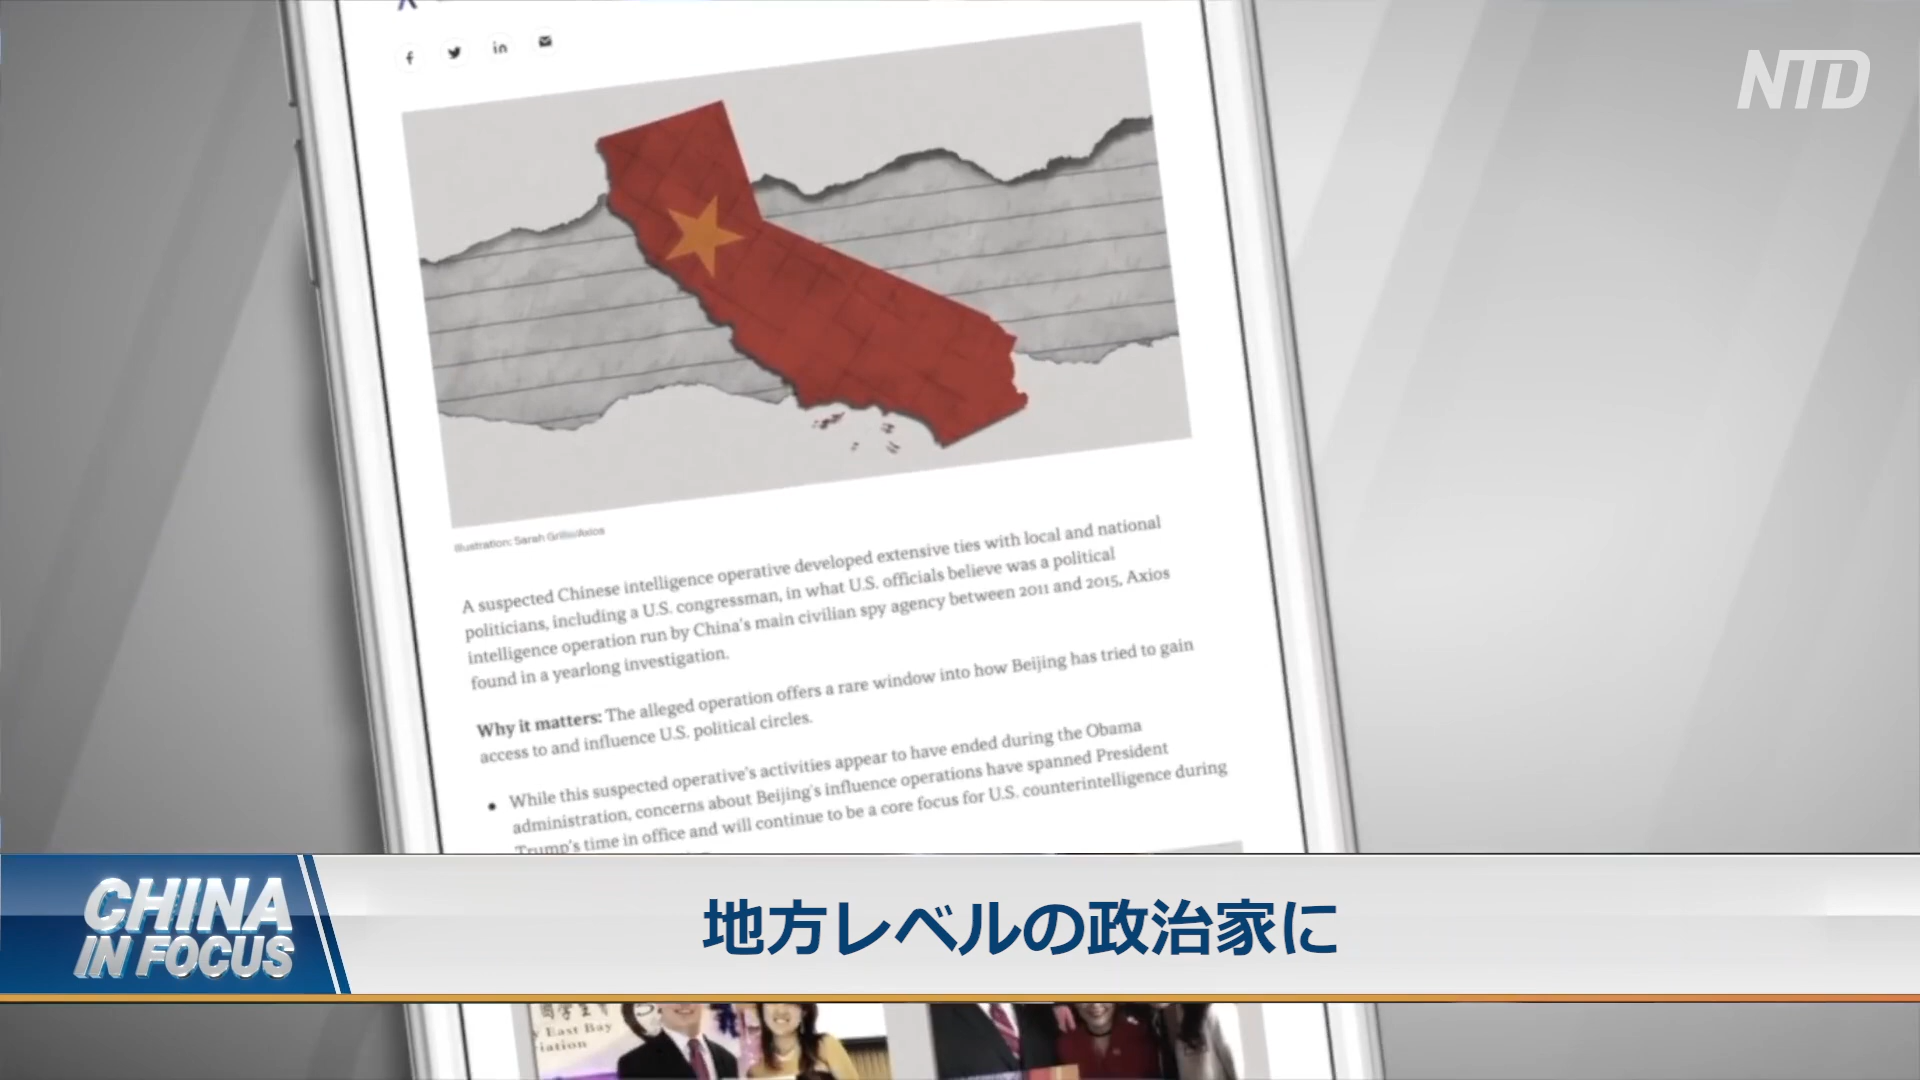 NTD
f
in
Illustration: Sarah Grillo/Axios
A suspected Chinese intelligence operative developed extensive ties with local and national
politicians, including a U.S. congressman, in what U.S. officials believe was a political
intelligence operation run by China's main civilian spy agency between 2011 and 2015, Axios
found in a yearlong investigation.
Why it matters: The alleged operation offers a rare window into how Beijing has tried to gain
access to and influence U.S. political circles.
• While this suspected operative's activities appear to have ended during the Obama
administration, concerns about Beijing's influence operations have spanned President
Trump's time in office and will continue to be a core focus for U.S. counterintelligence during
CHINA
IN FOCUS
地方レベルの政治家に
East Bay
iation